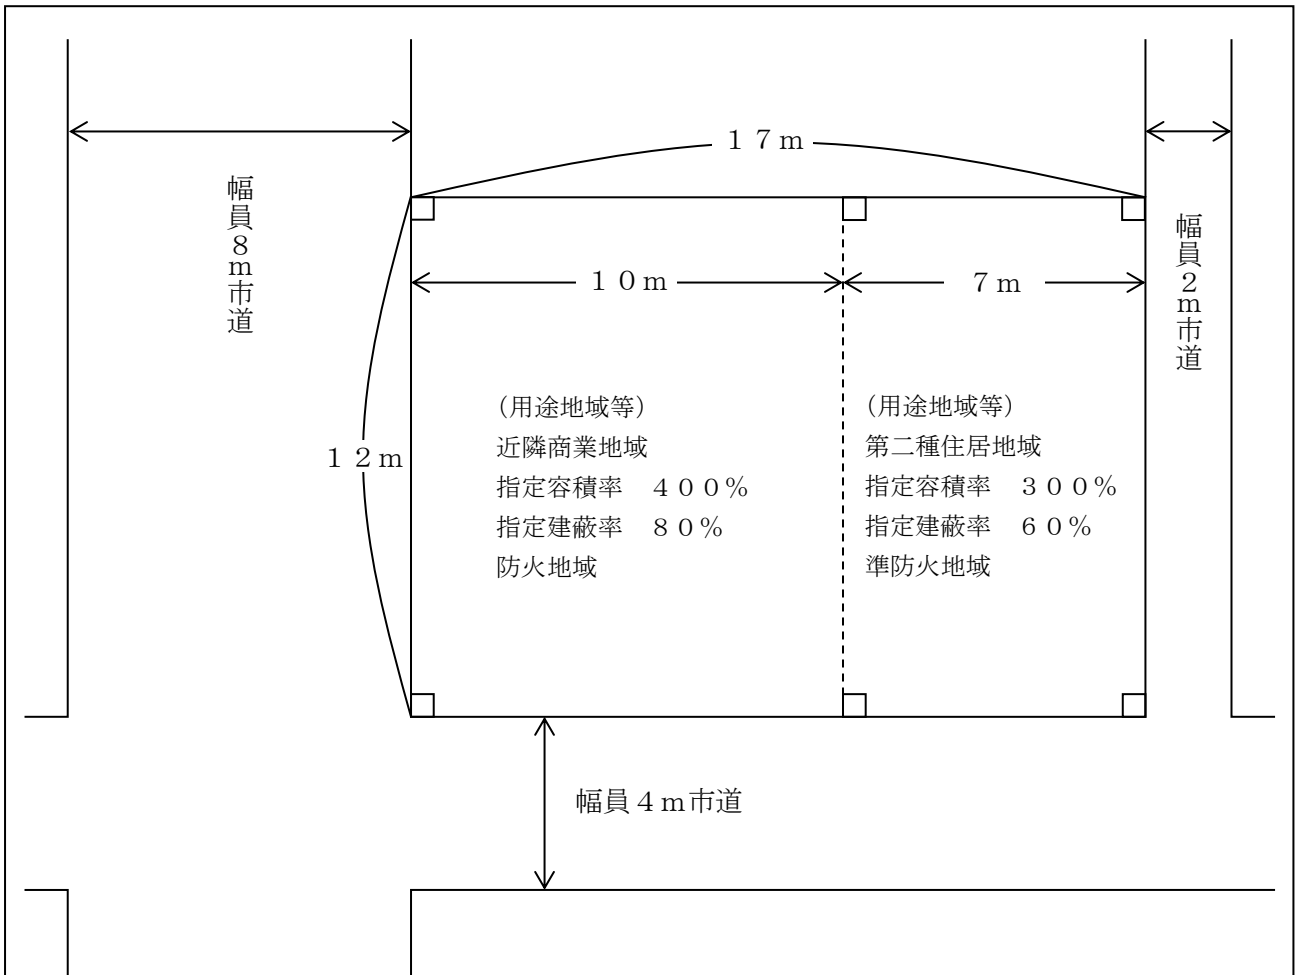 １７ｍ
幅員８ｍ市道
幅員２ｍ市道
１０ｍ
７ｍ
１２ｍ
（用途地域等）
近隣商業地域
指定容積率　４００％
指定建蔽率　８０％
防火地域
（用途地域等）
第二種住居地域
指定容積率　３００％
指定建蔽率　６０％
準防火地域
幅員４ｍ市道